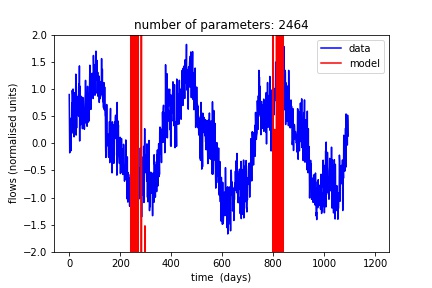 number of parameters: 2464
2.0
1.5
1.0
0.5
0.0
−0.5
−1.0
−1.5
−2.0
flows (normalised units)
data
model
0 200 400 600 800 1000 1200
time (days)